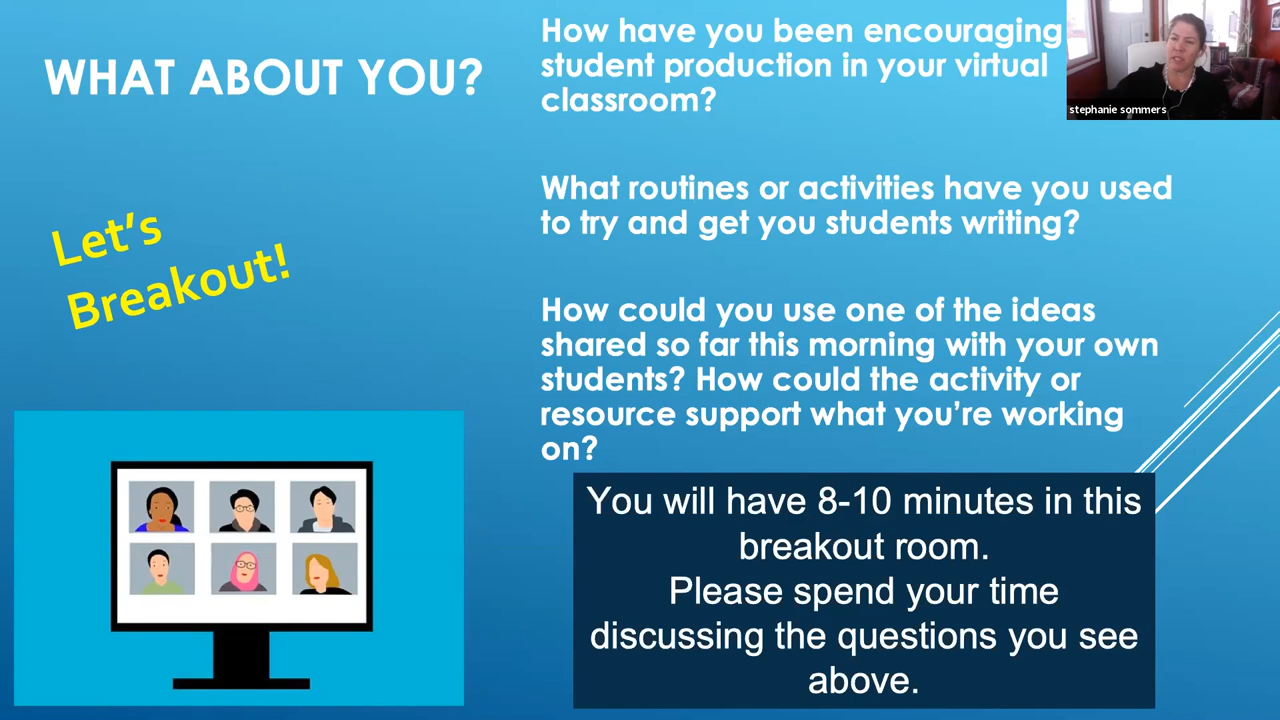 WHAT ABOUT YOU?
Let's
Breakout!
How have you been encouraging
student production in your virtual
classroom?
What routines or activities have you used
to try and get you students writing?
How could you use one of the ideas
shared so far this morning with your own
students? How could the activity or
resource support what you're working
on?
You will have 8-10 minutes in this
breakout room.
Please spend your time
discussing the questions you see
above.
stephanie sommers